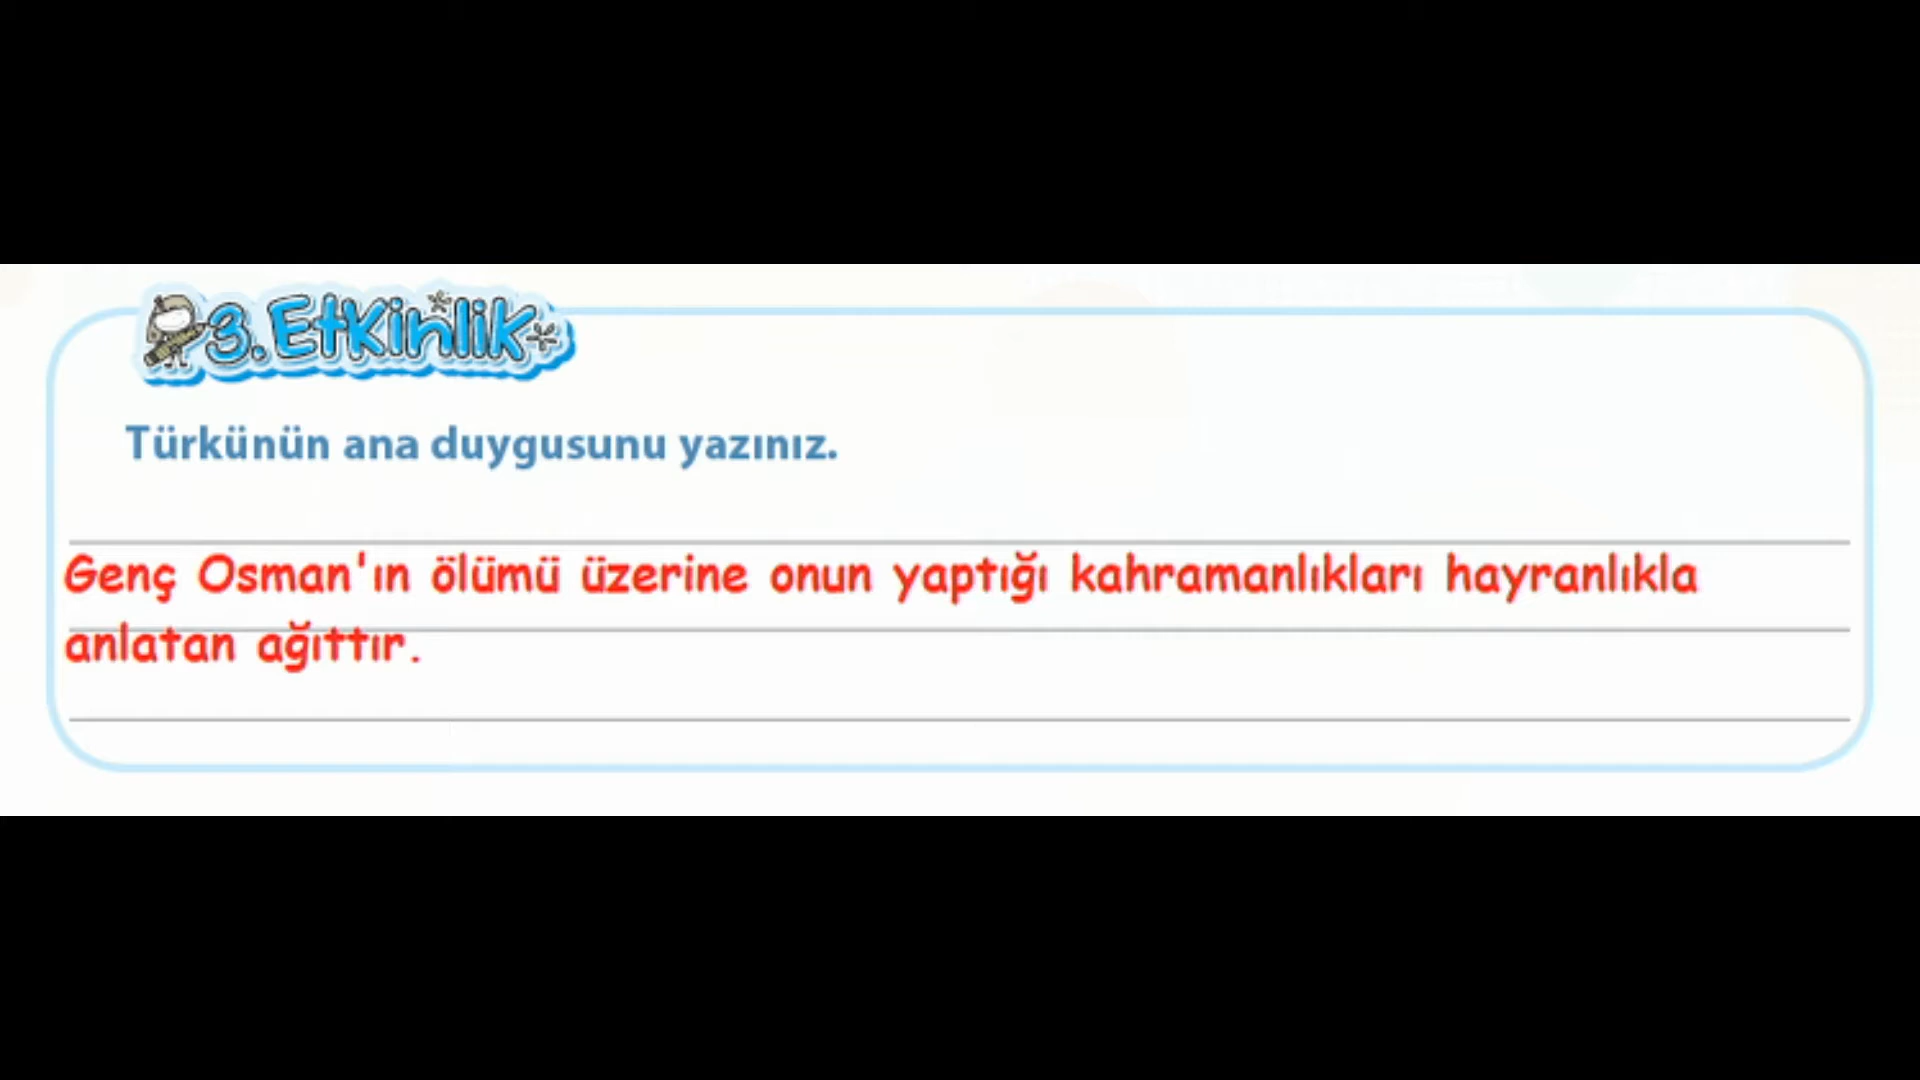 3. Etkinlik
Türkünün ana duygusunu yazınız.
Genç Osman'ın ölümü üzerine onun yaptığı kahramanlıkları hayranlıkla
anlatan ağıttır.